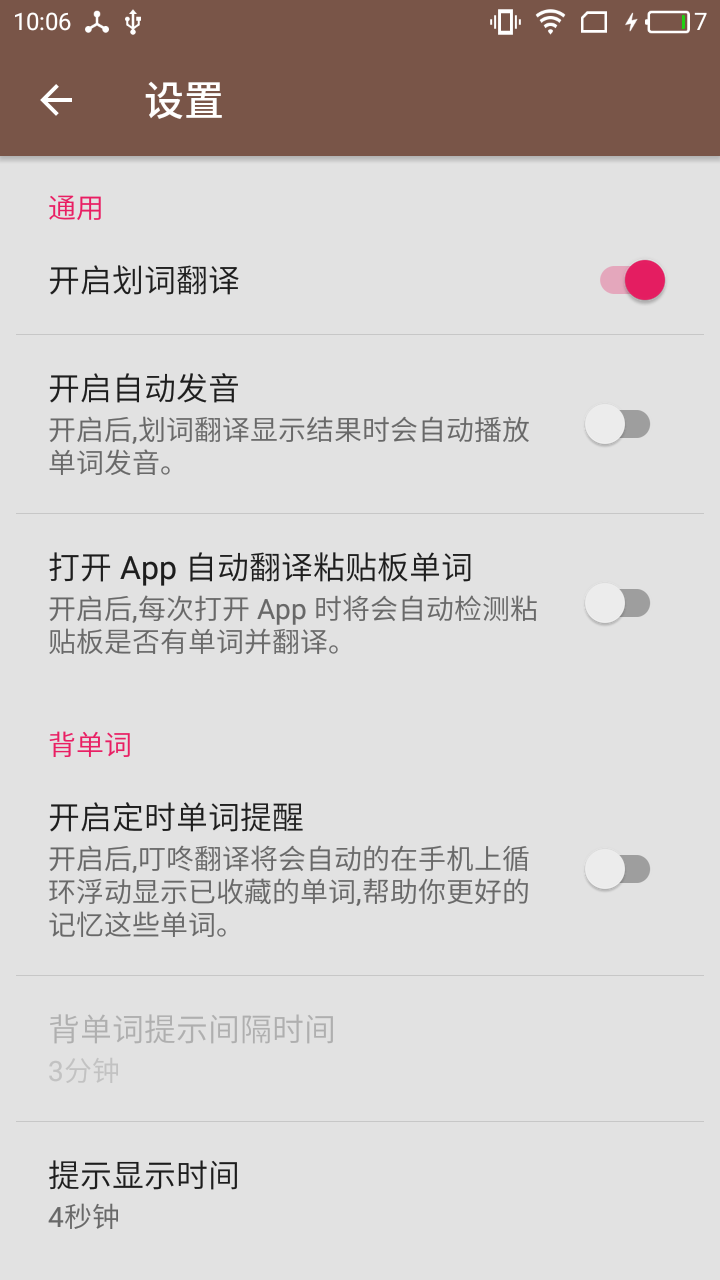 10:06
7
设置
通用
开启划词翻译
开启自动发音
开启后,划词翻译显示结果时会自动播放
单词发音。
打开 App 自动翻译粘贴板单词
开启后,每次打开 App 时将会自动检测粘
贴板是否有单词并翻译。
背单词
开启定时单词提醒
开启后,叮咚翻译将会自动的在手机上循
环浮动显示已收藏的单词,帮助你更好的
记忆这些单词。
背单词提示间隔时间
3分钟
提示显示时间
4秒钟